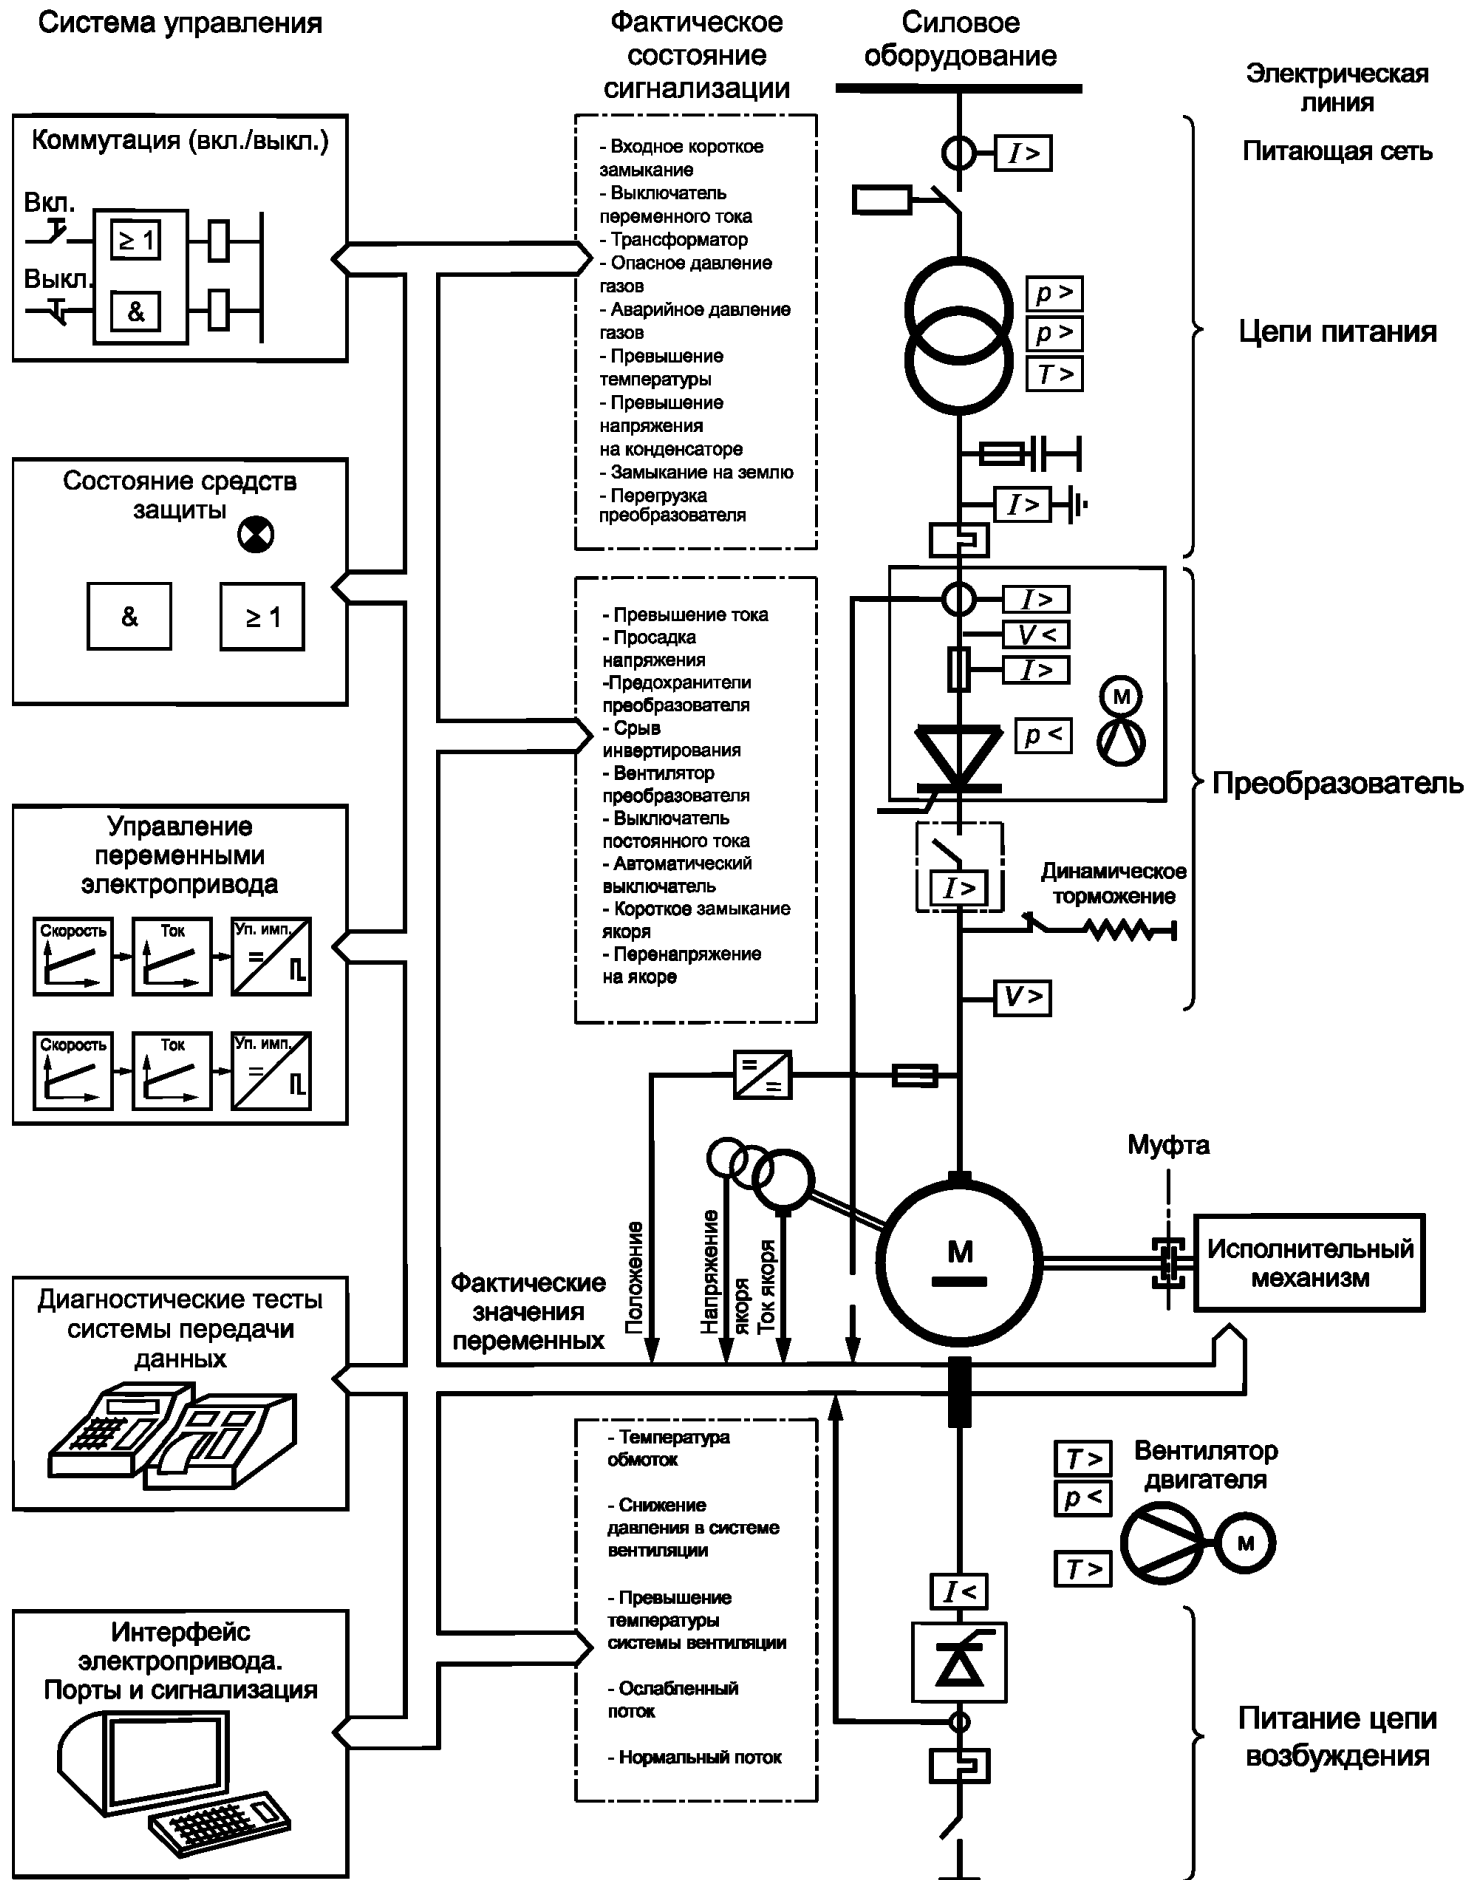 Система управления
Фактическое
состояние
сигнализации
Силовое
оборудование
Электрическая
линия
Питающая сеть
Коммутация (вкл./выкл.)
Вкл.
≥ 1
Выкл.
&
- Входное короткое
замыкание
- Выключатель
переменного тока
- Трансформатор
- Опасное давление
газов
- Аварийное давление
газов
- Превышение
температуры
- Превышение
напряжения
на конденсаторе
- Замыкание на землю
- Перегрузка
преобразователя
I >
p >
p >
T >
I >
Цепи питания
Состояние средств
защиты
&
≥ 1
- Превышение тока
- Просадка
напряжения
-Предохранители
преобразователя
- Срыв
инвертирования
- Вентилятор
преобразователя
- Выключатель
постоянного тока
- Автоматический
выключатель
- Короткое замыкание
якоря
- Перенапряжение
на якоре
I >
V <
I >
M
p <
I >
Динамическое
торможение
V >
Преобразователь
Управление
переменными
электропривода
Скорость
Ток
Уп. имп.
=
Скорость
Ток
Уп. имп.
=
=
=
Муфта
M
Исполнительный
механизм
Фактические
значения
переменных
Положение
Напряжение
якоря
Ток якоря
Диагностические тесты
системы передачи
данных
- Температура
обмоток
- Снижение
давления в системе
вентиляции
- Превышение
температуры
системы вентиляции
- Ослабленный
поток
- Нормальный поток
T >
p <
T >
Вентилятор
двигателя
M
I <
Интерфейс
электропривода.
Порты и сигнализация
Питание цепи
возбуждения